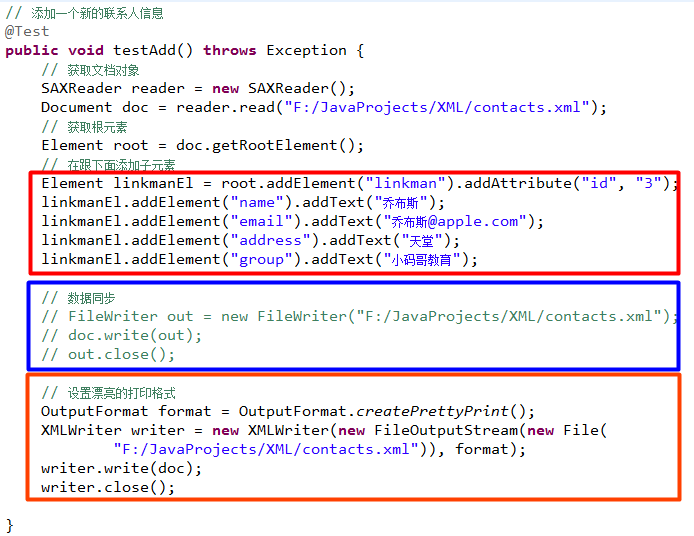 // 添加一个新的联系人信息
@Test
public void testAdd() throws Exception {
// 获取文档对象
SAXReader reader = new SAXReader();
Document doc = reader.read("F:/JavaProjects/XML/contacts.xml");
// 获取根元素
Element root = doc.getRootElement();
// 在跟下面添加子元素
Element linkmanEl = root.addElement("linkman").addAttribute("id", "3");
linkmanEl.addElement("name").addText("乔布斯");
linkmanEl.addElement("email").addText("乔布斯@apple.com");
linkmanEl.addElement("address").addText("天堂");
linkmanEl.addElement("group").addText("小码哥教育");
// 数据同步
// FileWriter out = new FileWriter("F:/JavaProjects/XML/contacts.xml");
// doc.write(out);
// out.close();
// 设置漂亮的打印格式
OutputFormat format = OutputFormat.createPrettyPrint();
XMLWriter writer = new XMLWriter(new FileOutputStream(new File(
"F:/JavaProjects/XML/contacts.xml")), format);
writer.write(doc);
writer.close();
}